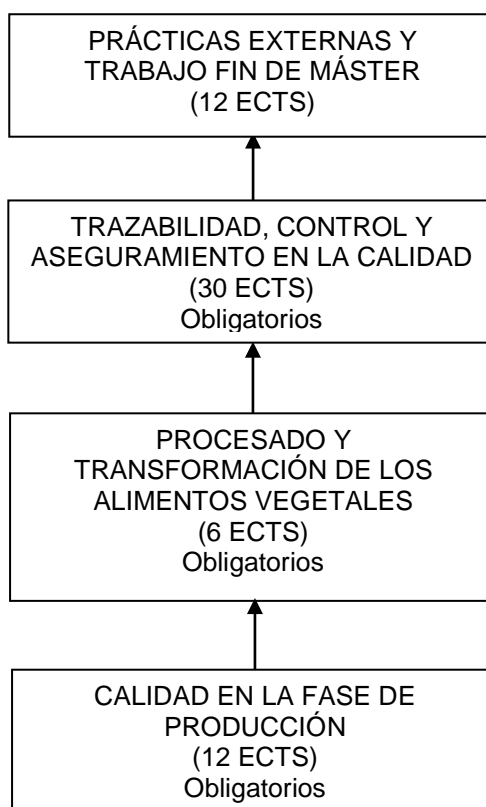 PRÁCTICAS EXTERNAS Y
TRABAJO FIN DE MÁSTER
(12 ECTS)
TRAZABILIDAD, CONTROL Y
ASEGURAMIENTO EN LA CALIDAD
(30 ECTS)
Obligatorios
PROCESADO Y
TRANSFORMACIÓN DE LOS
ALIMENTOS VEGETALES
(6 ECTS)
Obligatorios
CALIDAD EN LA FASE DE
PRODUCCIÓN
(12 ECTS)
Obligatorios